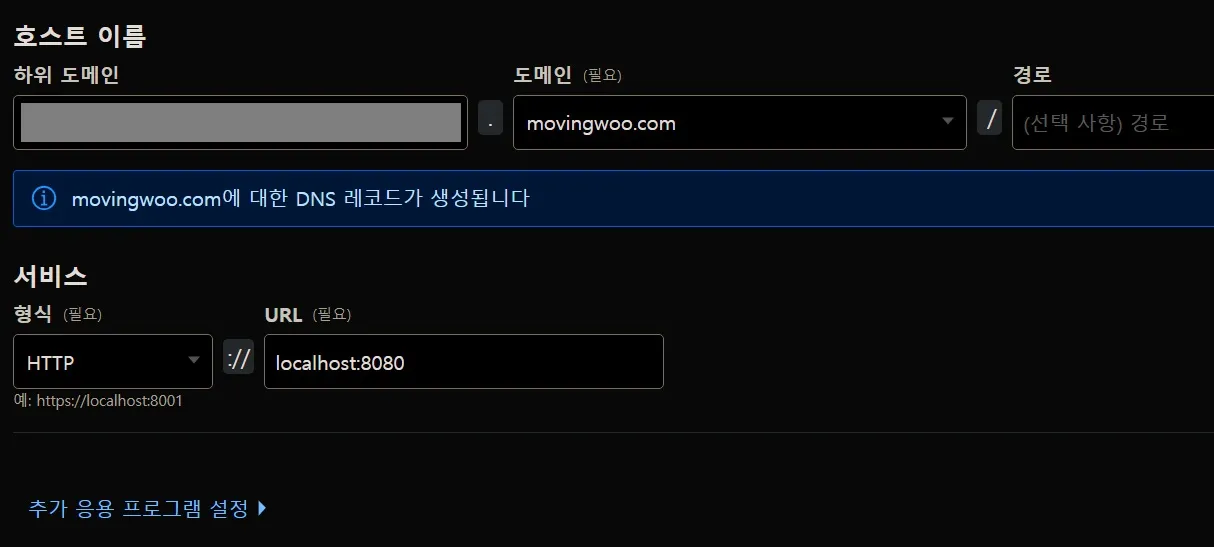 호스트 이름
하위 도메인 도메인 (필요) 경로
. movingwoo.com / (선택 사항) 경로
movingwoo.com에 대한 DNS 레코드가 생성됩니다
서비스
형식 (필요) URL (필요)
HTTP :// localhost:8080
예: https://localhost:8001
추가 응용 프로그램 설정